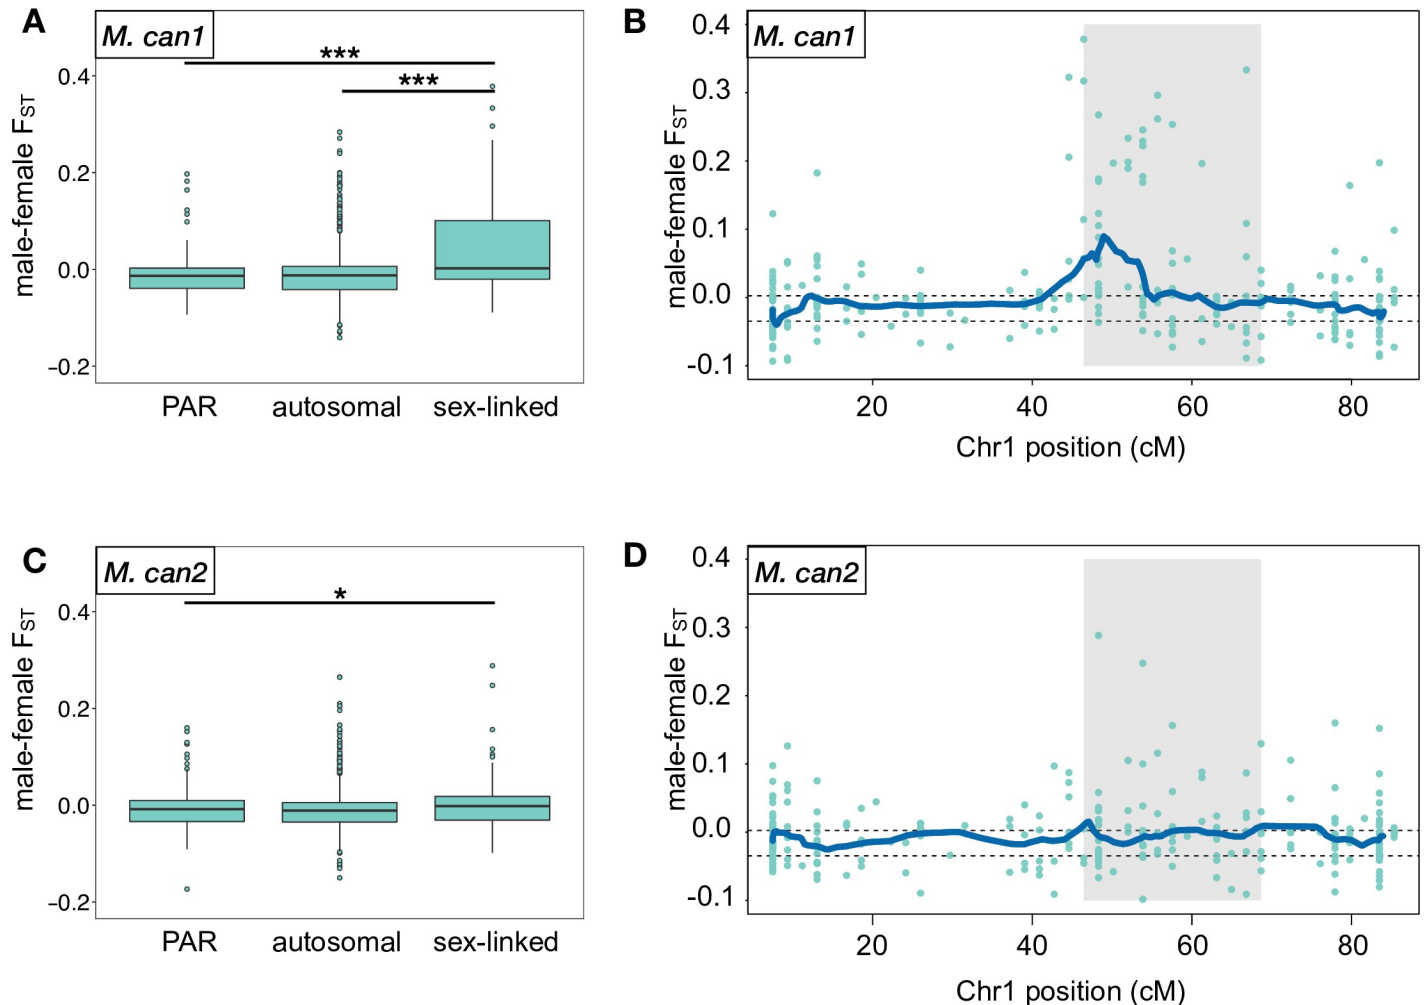 A
M. can1
***
***
0.4
0.2
0.0
−0.2
male-female FST
PAR autosomal sex-linked
B
M. can1
0.4
0.3
0.2
0.1
0.0
-0.1
male-female FST
20 40 60 80
Chr1 position (cM)
C
M. can2
*
0.4
0.2
0.0
−0.2
male-female FST
PAR autosomal sex-linked
D
M. can2
0.4
0.3
0.2
0.1
0.0
-0.1
male-female FST
20 40 60 80
Chr1 position (cM)